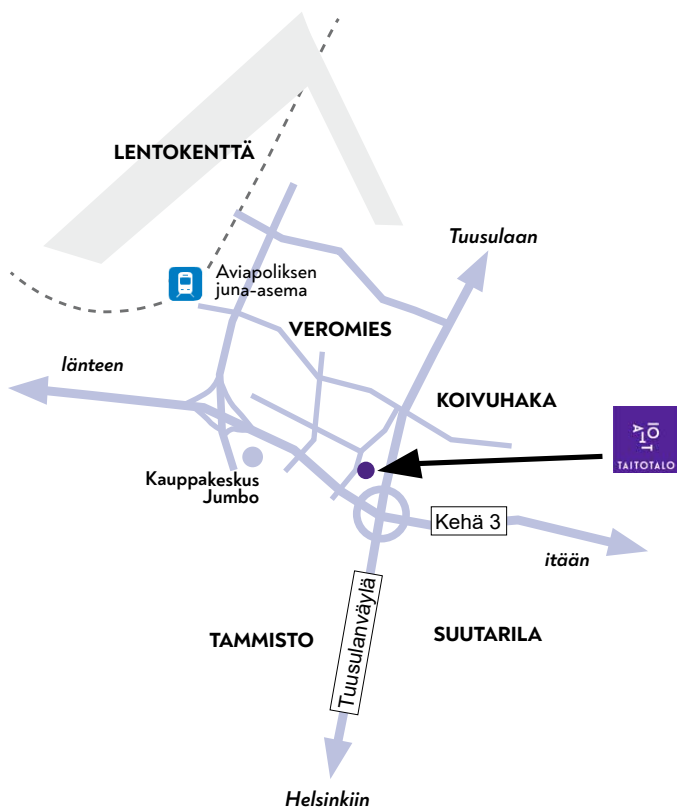 LENTOKENTTÄ
Tuusulaan
Aviapoliksen
juna-asema
VEROMIES
länteen
KOIVUHAKA
TAITOTALO
Kauppakeskus
Jumbo
Kehä 3
itään
Tuusulanväylä
TAMMISTO
SUUTARILA
Helsinkiin